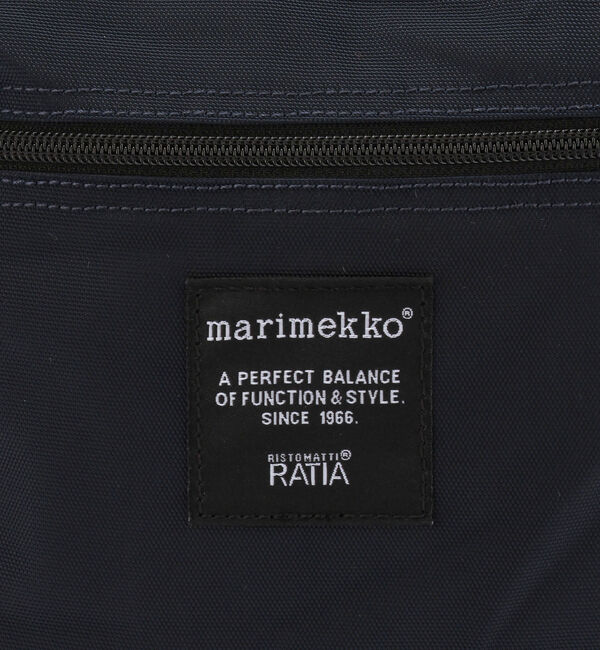 marimekko®
A PERFECT BALANCE
OF FUNCTION & STYLE.
SINCE 1966.
RISTOMATTI®
RATIA